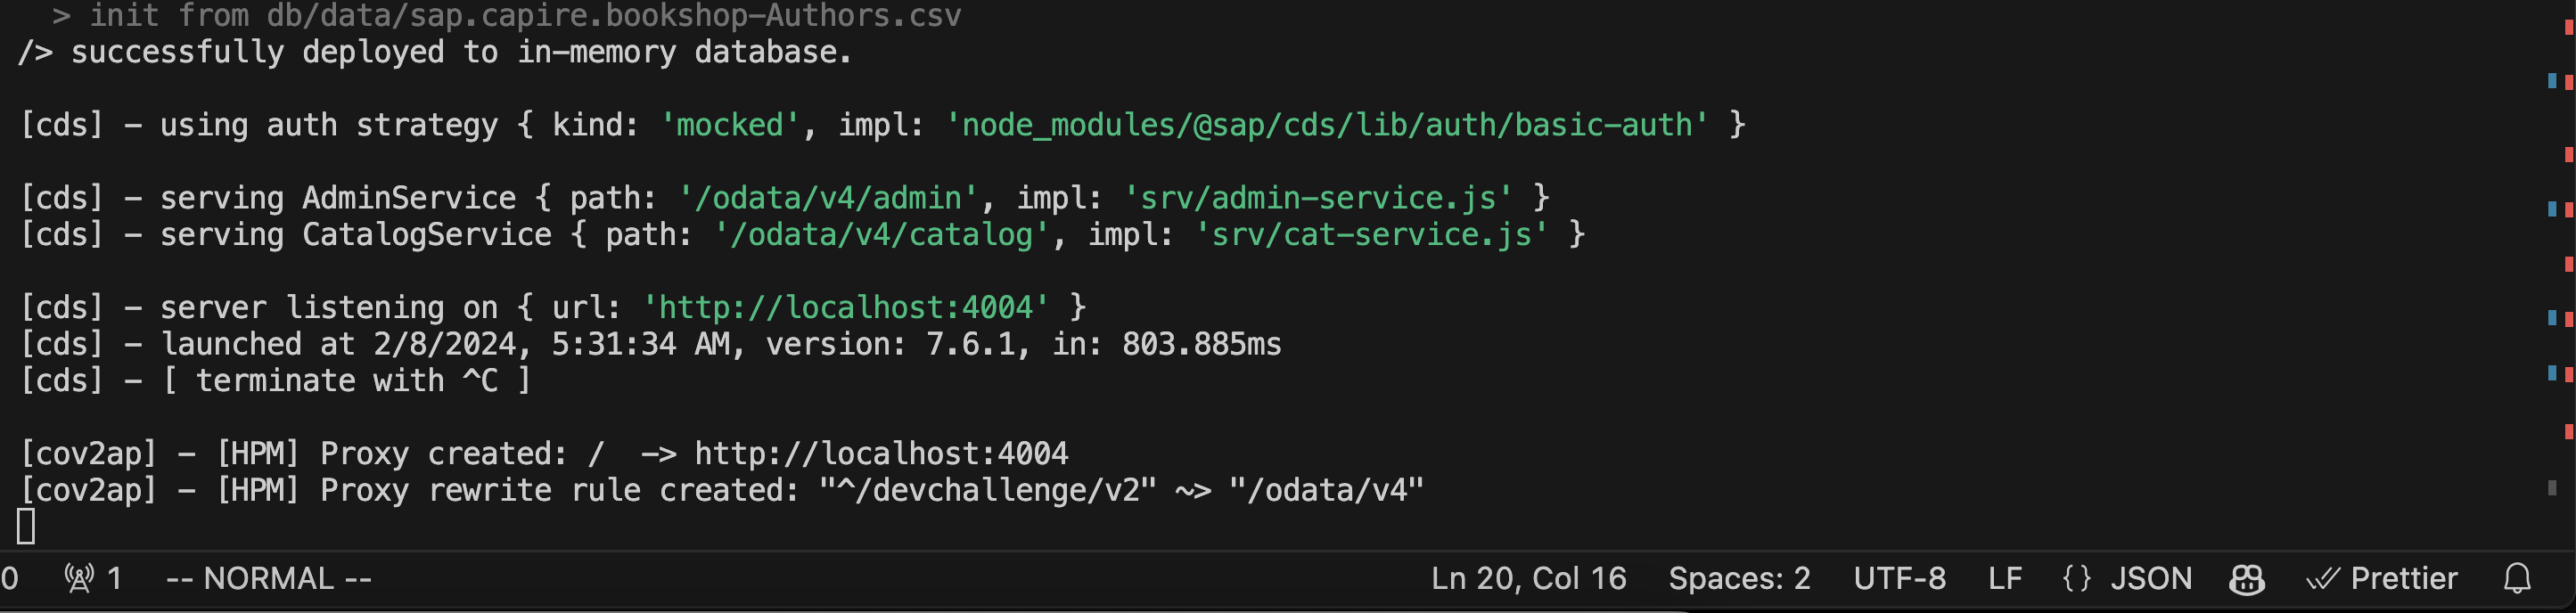 > init from db/data/sap.capire.bookshop-Authors.csv
/> successfully deployed to in-memory database.
[cds] - using auth strategy { kind: 'mocked', impl: 'node_modules/@sap/cds/lib/auth/basic-auth' }
[cds] - serving AdminService { path: '/odata/v4/admin', impl: 'srv/admin-service.js' }
[cds] - serving CatalogService { path: '/odata/v4/catalog', impl: 'srv/cat-service.js' }
[cds] - server listening on { url: 'http://localhost:4004' }
[cds] - launched at 2/8/2024, 5:31:34 AM, version: 7.6.1, in: 803.885ms
[cds] - [ terminate with ^C ]
[cov2ap] - [HPM] Proxy created: /  -> http://localhost:4004
[cov2ap] - [HPM] Proxy rewrite rule created: "^/devchallenge/v2" ~> "/odata/v4"
0 1 -- NORMAL -- Ln 20, Col 16 Spaces: 2 UTF-8 LF {} JSON Prettier